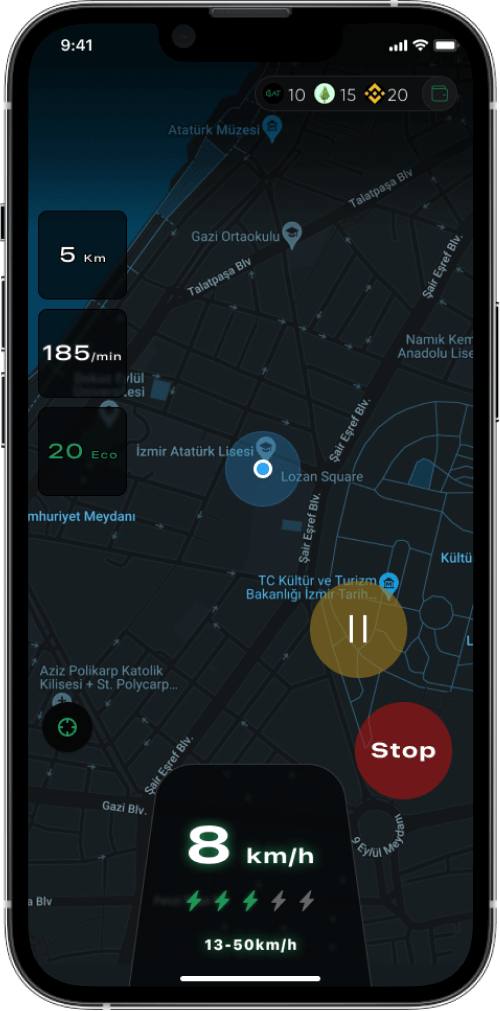 9:41
GAT 10 15 20
Atatürk Müzesi
Talatpaşa Blv
Gazi Ortaokulu
Şair Eşref Blv.
5 Km
Talatpaşa Blv
185/min
Namık Kem
Anadolu Lise
Eylül
esi
Şair Eşref Blv.
20 Eco
İzmir Atatürk Lisesi
Lozan Square
mhuriyet Meydanı
Şair Eşref Blv.
Kültü
TC Kültür ve Turizm
Bakanlığı İzmir Tarih...
L
Aziz Polikarp Katolik
Kilisesi + St. Polycarp...
Stop
Şair Eşref Blv.
Gazi Blv.
9 Eylül Meydanı
8 km/h
a Blv
13-50km/h